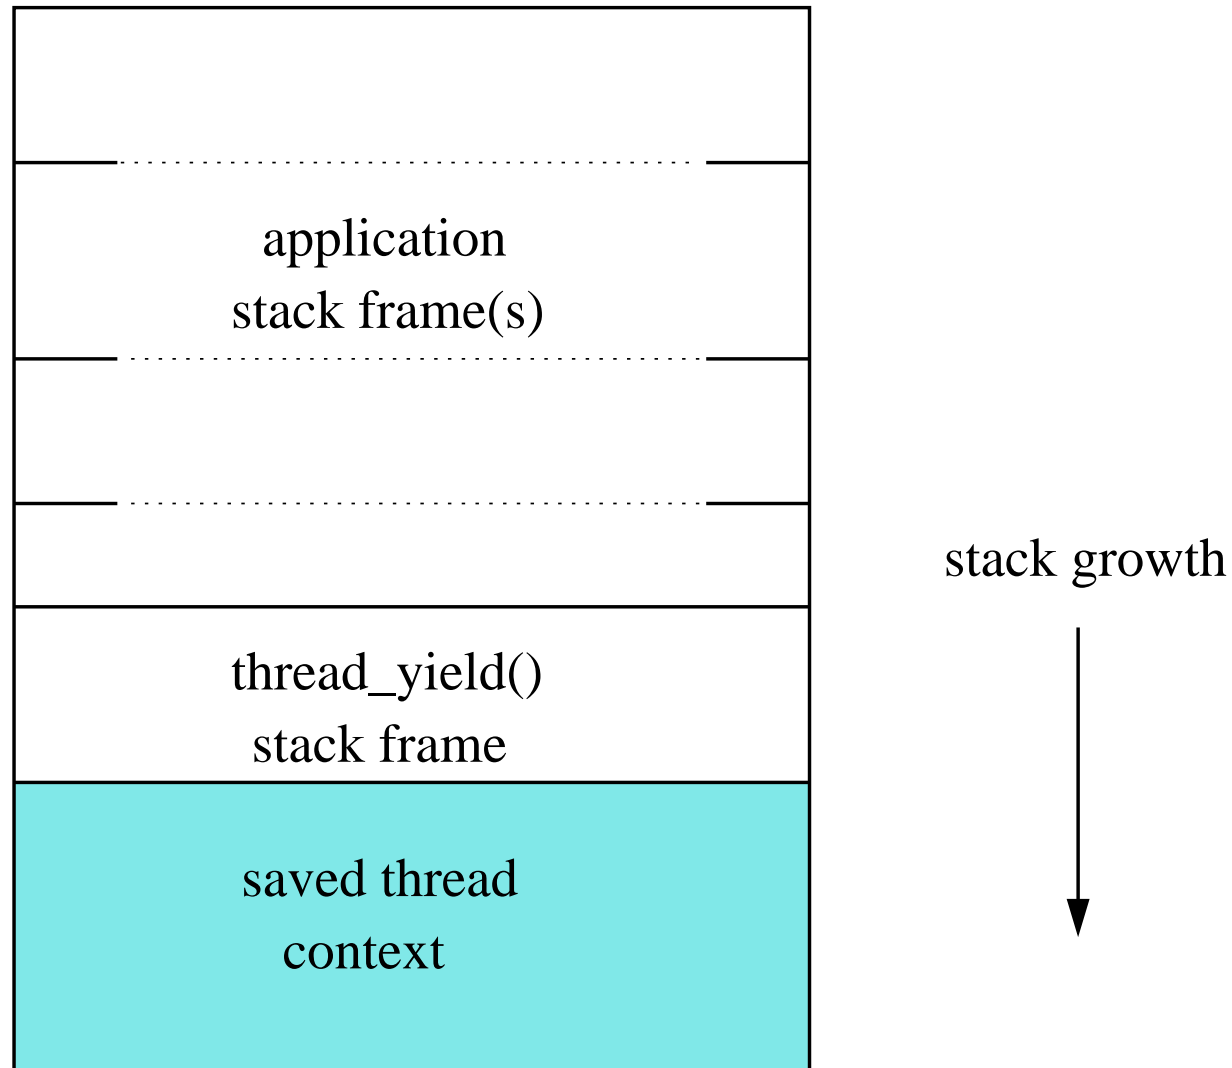 application
stack frame(s)
stack growth
thread_yield()
stack frame
saved thread
context